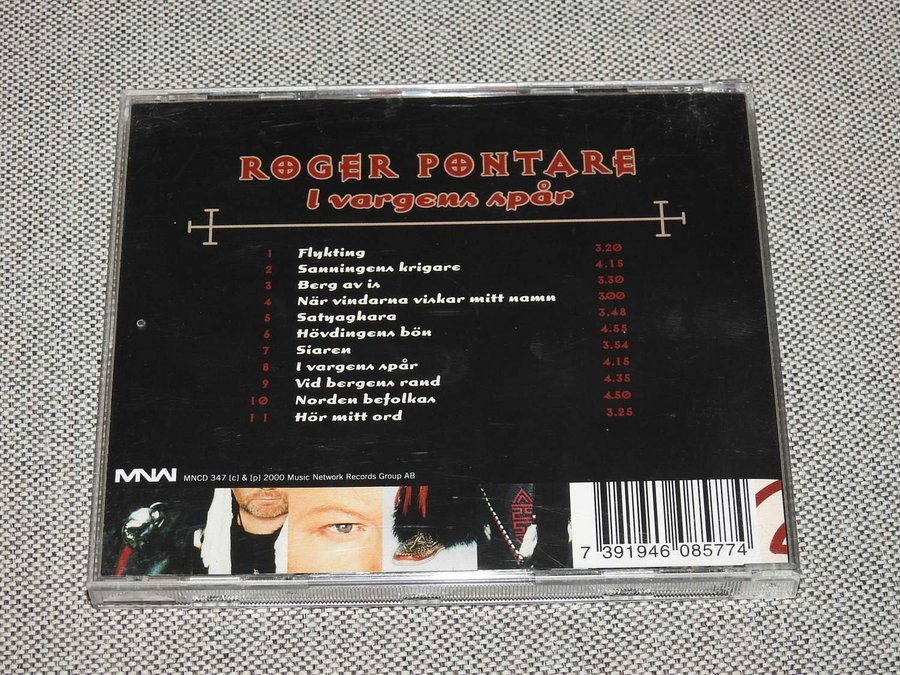 ROGER PONTARE
I vargens spår
1 Flykting 3.20
2 Sanningens krigare 4.15
3 Berg av is 3.30
4 När vindarna viskar mitt namn 3.00
5 Satyaghara 3.48
6 Hövdingens bön 4.55
7 Siaren 3.54
8 I vargens spår 4.15
9 Vid bergens rand 4.35
10 Norden befolkas 4.50
11 Hör mitt ord 3.25
MNW MNCD 347 [c] & [p] 2000 Music Network Records Group AB
7 391946 085774